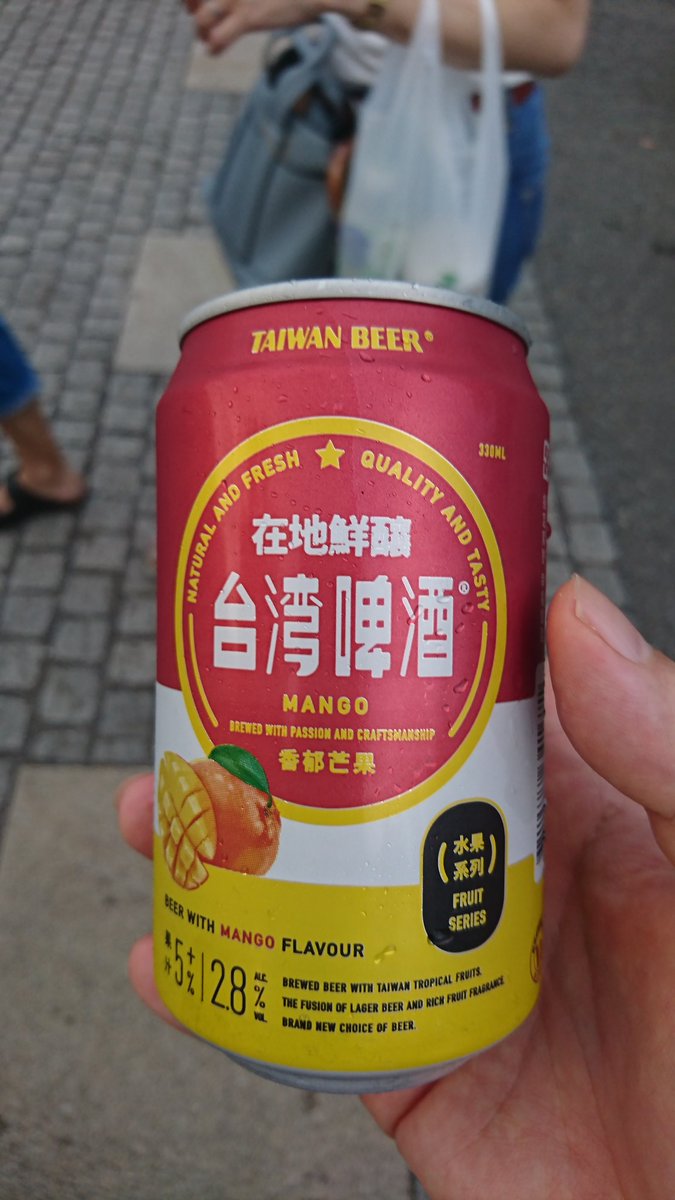 TAIWAN BEER®
330ML
NATURAL AND FRESH ★ QUALITY AND TASTY
在地鮮釀
台湾啤酒®
MANGO
BREWED WITH PASSION AND CRAFTSMANSHIP
香郁芒果
(水果
系列)
FRUIT
SERIES
BEER WITH MANGO FLAVOUR
果汁 5+% | 2.8 ALC. % VOL.
BREWED BEER WITH TAIWAN TROPICAL FRUITS.
THE FUSION OF LAGER BEER AND RICH FRUIT FRAGRANCE.
BRAND NEW CHOICE OF BEER.